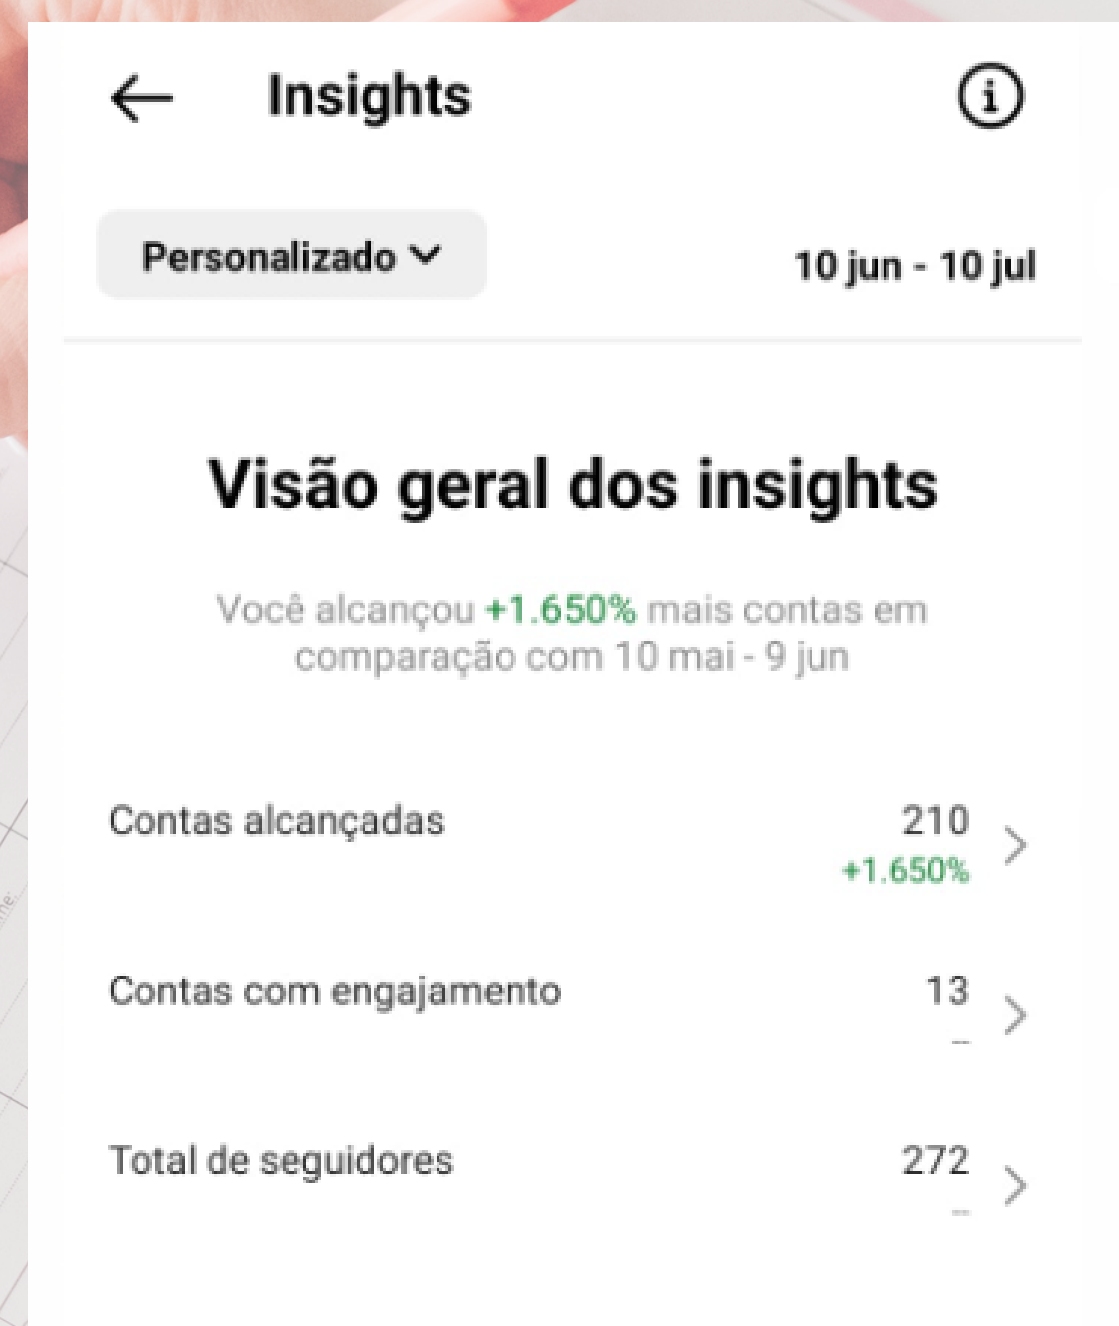 Insights
Personalizado
10 jun - 10 jul
Visão geral dos insights
Você alcançou +1.650% mais contas em
comparação com 10 mai - 9 jun
Contas alcançadas
210
+1.650%
Contas com engajamento
13
--
Total de seguidores
272
--